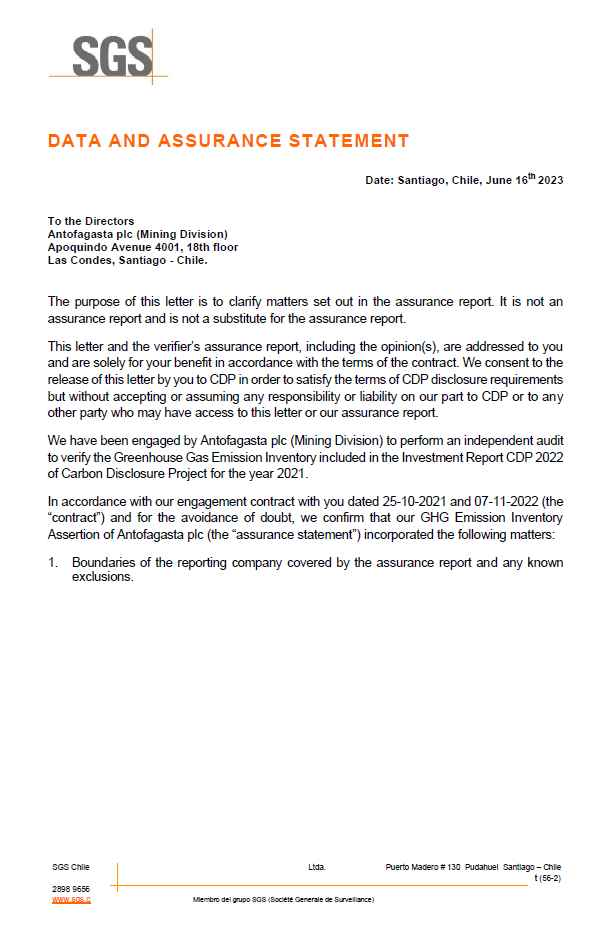 SGS
DATA AND ASSURANCE STATEMENT
Date: Santiago, Chile, June 16th 2023
To the Directors
Antofagasta plc (Mining Division)
Apoquindo Avenue 4001, 18th floor
Las Condes, Santiago - Chile.
The purpose of this letter is to clarify matters set out in the assurance report. It is not an
assurance report and is not a substitute for the assurance report.
This letter and the verifier's assurance report, including the opinion(s), are addressed to you
and are solely for your benefit in accordance with the terms of the contract. We consent to the
release of this letter by you to CDP in order to satisfy the terms of CDP disclosure requirements
but without accepting or assuming any responsibility or liability on our part to CDP or to any
other party who may have access to this letter or our assurance report.
We have been engaged by Antofagasta plc (Mining Division) to perform an independent audit
to verify the Greenhouse Gas Emission Inventory included in the Investment Report CDP 2022
of Carbon Disclosure Project for the year 2021.
In accordance with our engagement contract with you dated 25-10-2021 and 07-11-2022 (the
“contract”) and for the avoidance of doubt, we confirm that our GHG Emission Inventory
Assertion of Antofagasta plc (the “assurance statement”) incorporated the following matters:
1. Boundaries of the reporting company covered by the assurance report and any known
exclusions.
SGS Chile Ltda. Puerto Madero # 130 Pudahuel Santiago – Chile
t (56-2)
2898 9656
www.sgs.c Miembro del grupo SGS (Société Generale de Surveillance)